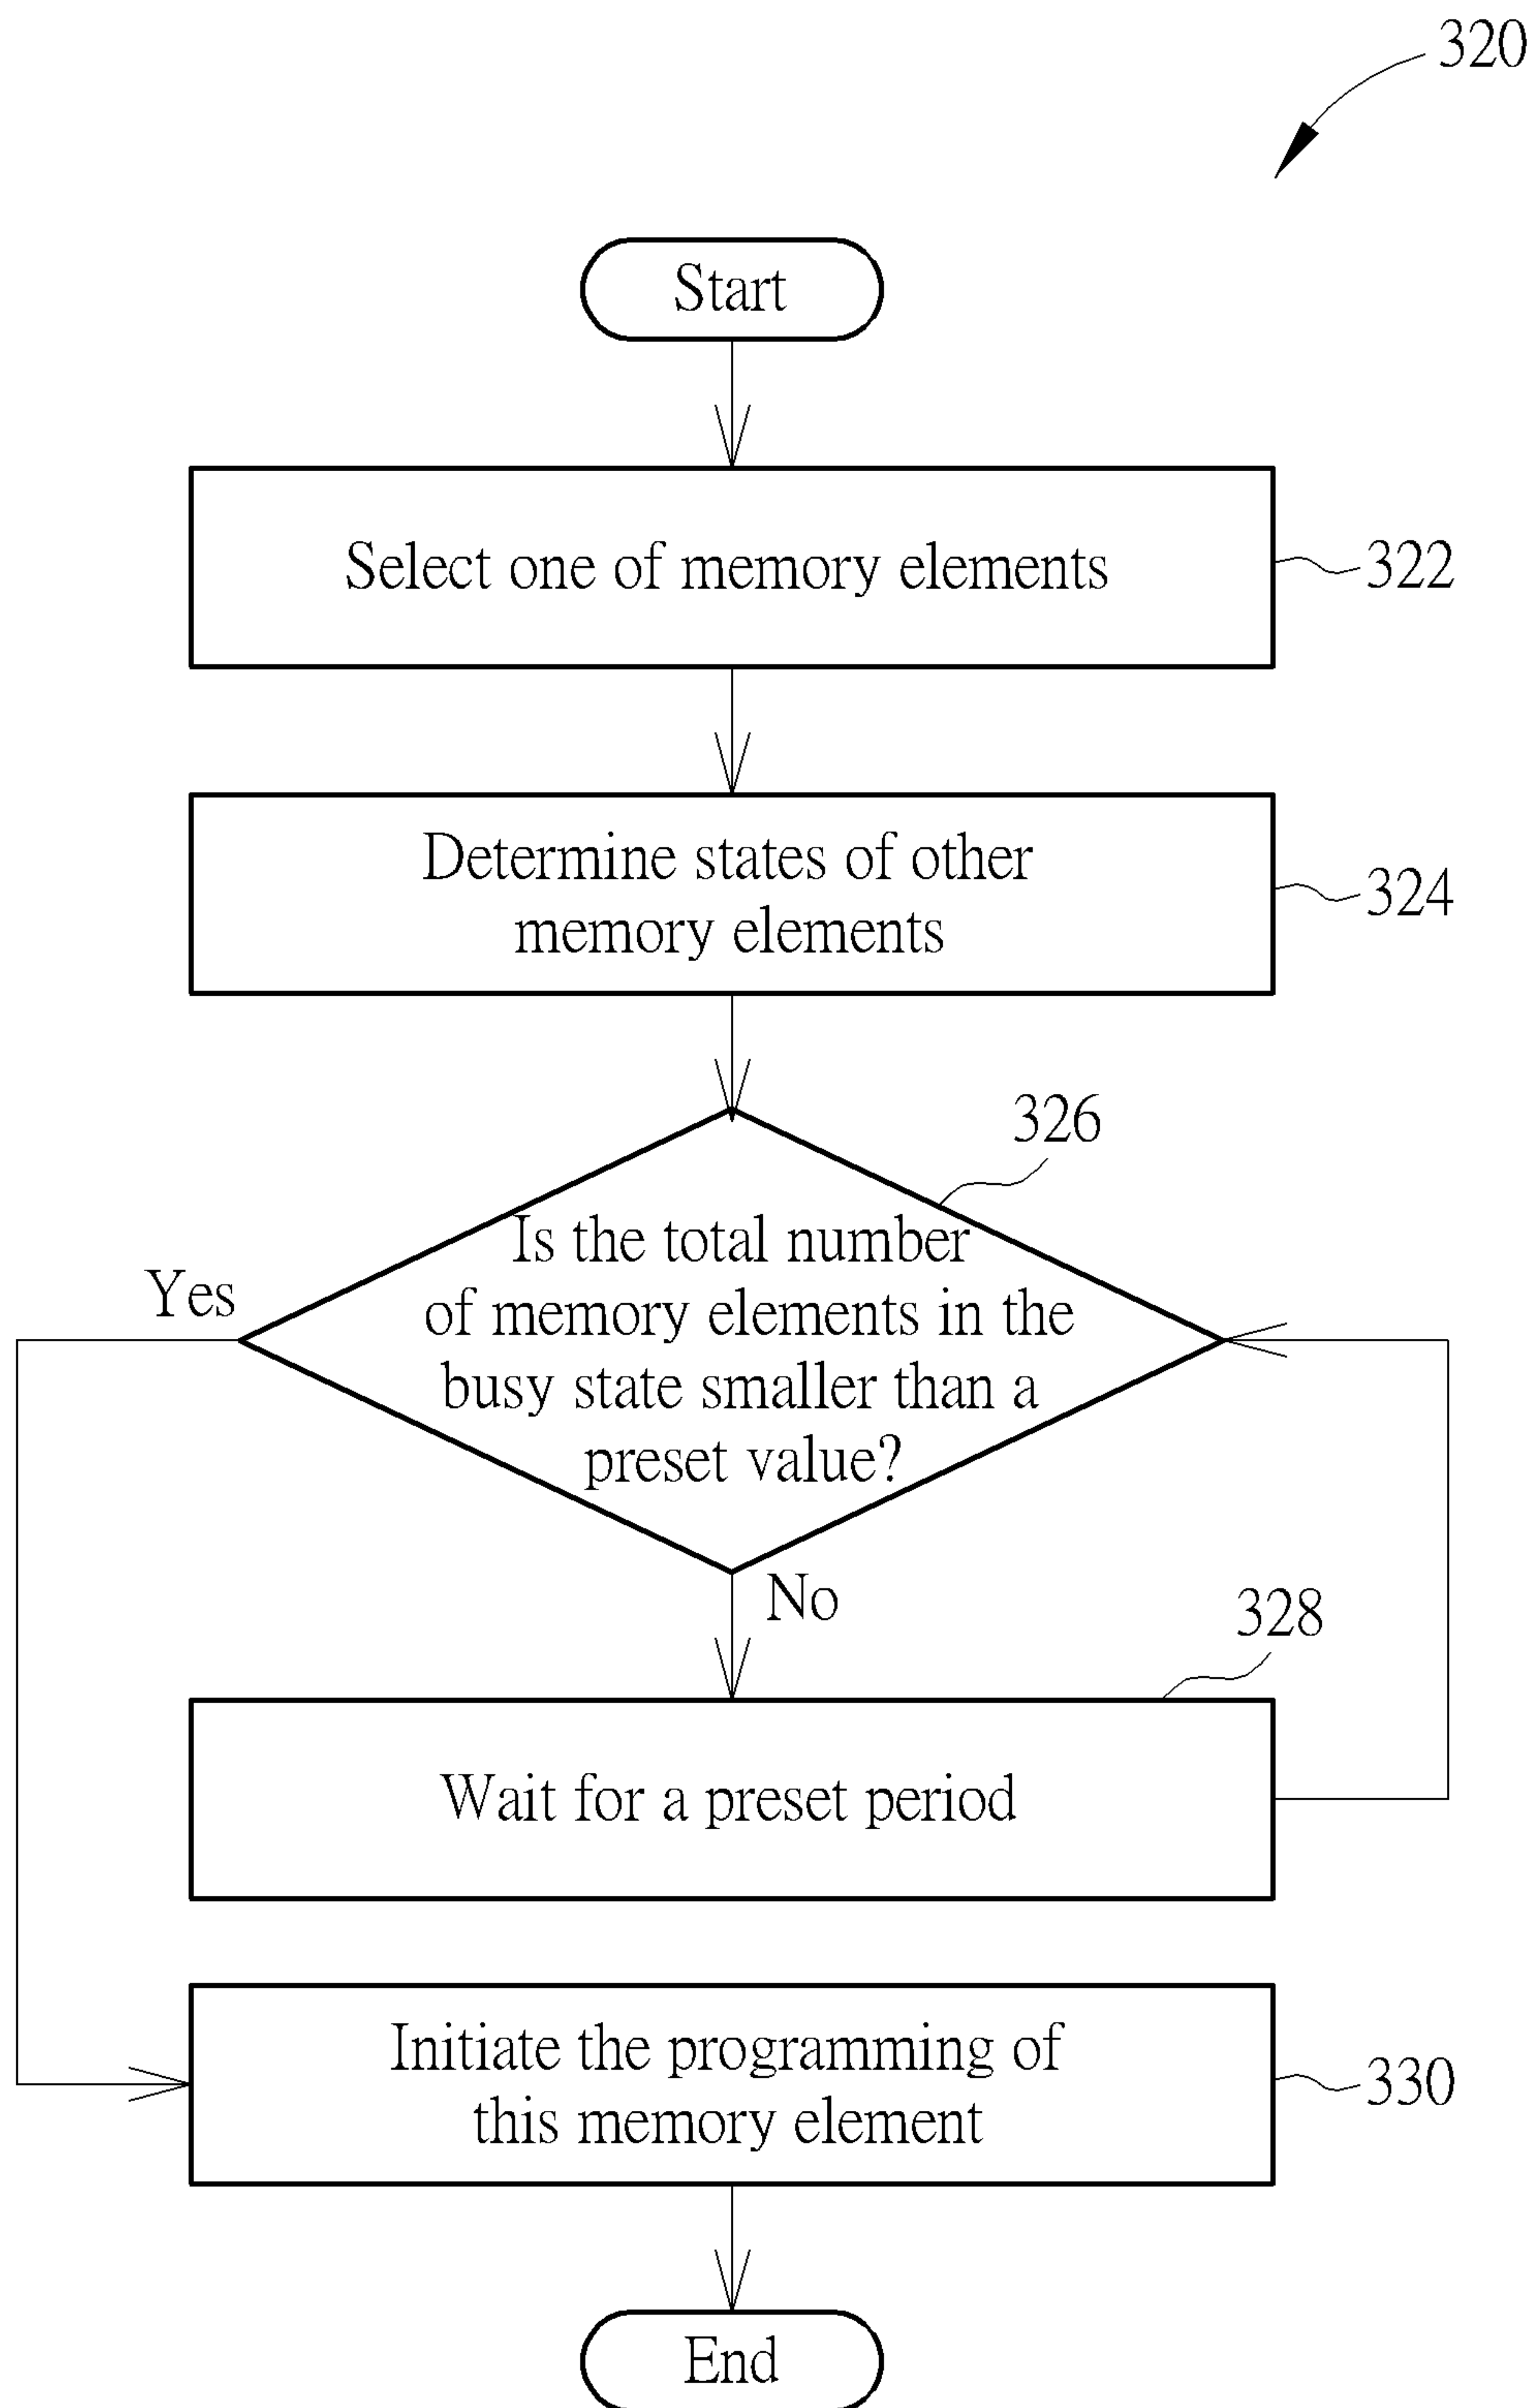 320
Start
Select one of memory elements
322
Determine states of other
memory elements
324
326
Is the total number
of memory elements in the
busy state smaller than a
preset value?
Yes
No
328
Wait for a preset period
Initiate the programming of
this memory element
330
End